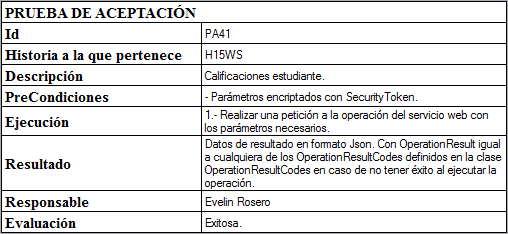 PRUEBA DE ACEPTACIÓN
Id PA41
Historia a la que pertenece H15WS
Descripción Calificaciones estudiante.
PreCondiciones - Parámetros encriptados con SecurityToken.
Ejecución 1.- Realizar una petición a la operación del servicio web con
los parámetros necesarios.
Resultado Datos de resultado en formato Json. Con OperationResult igual
a cualquiera de los OperationResultCodes definidos en la clase
OperationResultCodes en caso de no tener éxito al ejecutar la
operación.
Responsable Evelin Rosero
Evaluación Exitosa.